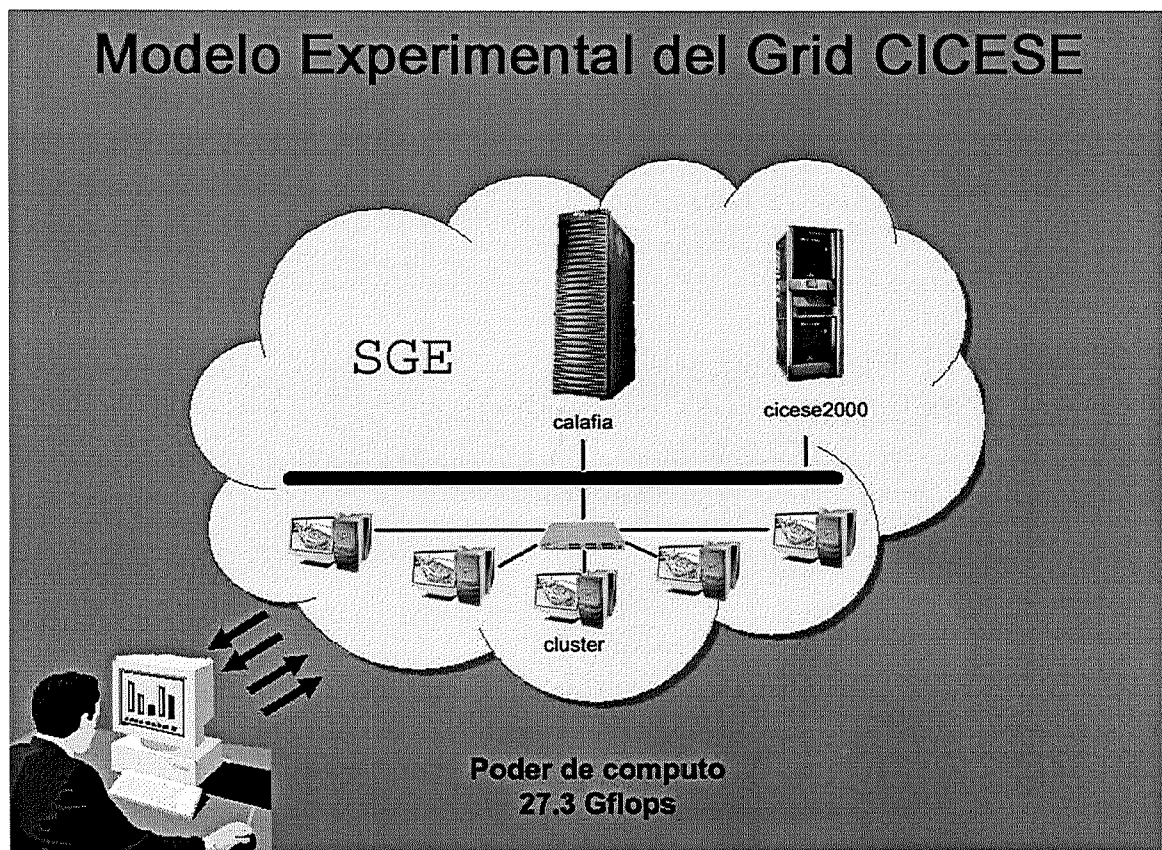 Modelo Experimental del Grid CICESE
SGE
calafia
cicese2000
cluster
Poder de computo
27.3 Gflops